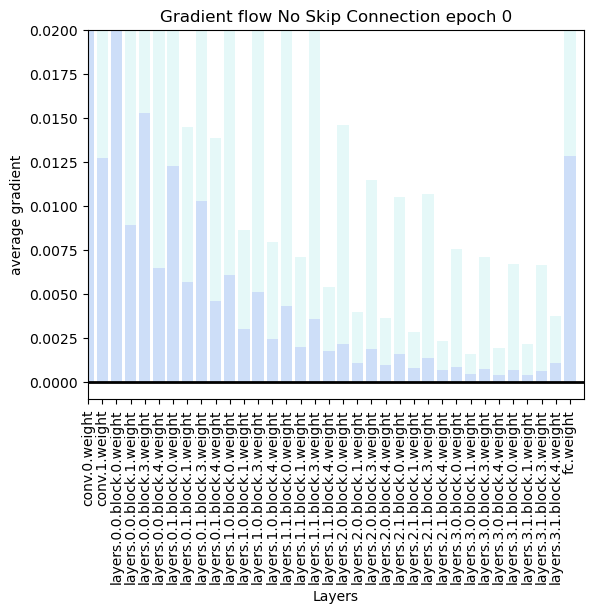 Gradient flow No Skip Connection epoch 0
average gradient
0.0200
0.0175
0.0150
0.0125
0.0100
0.0075
0.0050
0.0025
0.0000
conv.0.weight
conv.1.weight
layers.0.0.block.0.weight
layers.0.0.block.1.weight
layers.0.0.block.3.weight
layers.0.0.block.4.weight
layers.0.1.block.0.weight
layers.0.1.block.1.weight
layers.0.1.block.3.weight
layers.0.1.block.4.weight
layers.1.0.block.0.weight
layers.1.0.block.1.weight
layers.1.0.block.3.weight
layers.1.0.block.4.weight
layers.1.1.block.0.weight
layers.1.1.block.1.weight
layers.1.1.block.3.weight
layers.1.1.block.4.weight
layers.2.0.block.0.weight
layers.2.0.block.1.weight
layers.2.0.block.3.weight
layers.2.0.block.4.weight
layers.2.1.block.0.weight
layers.2.1.block.1.weight
layers.2.1.block.3.weight
layers.2.1.block.4.weight
layers.3.0.block.0.weight
layers.3.0.block.1.weight
layers.3.0.block.3.weight
layers.3.0.block.4.weight
layers.3.1.block.0.weight
layers.3.1.block.1.weight
layers.3.1.block.3.weight
layers.3.1.block.4.weight
fc.weight
Layers